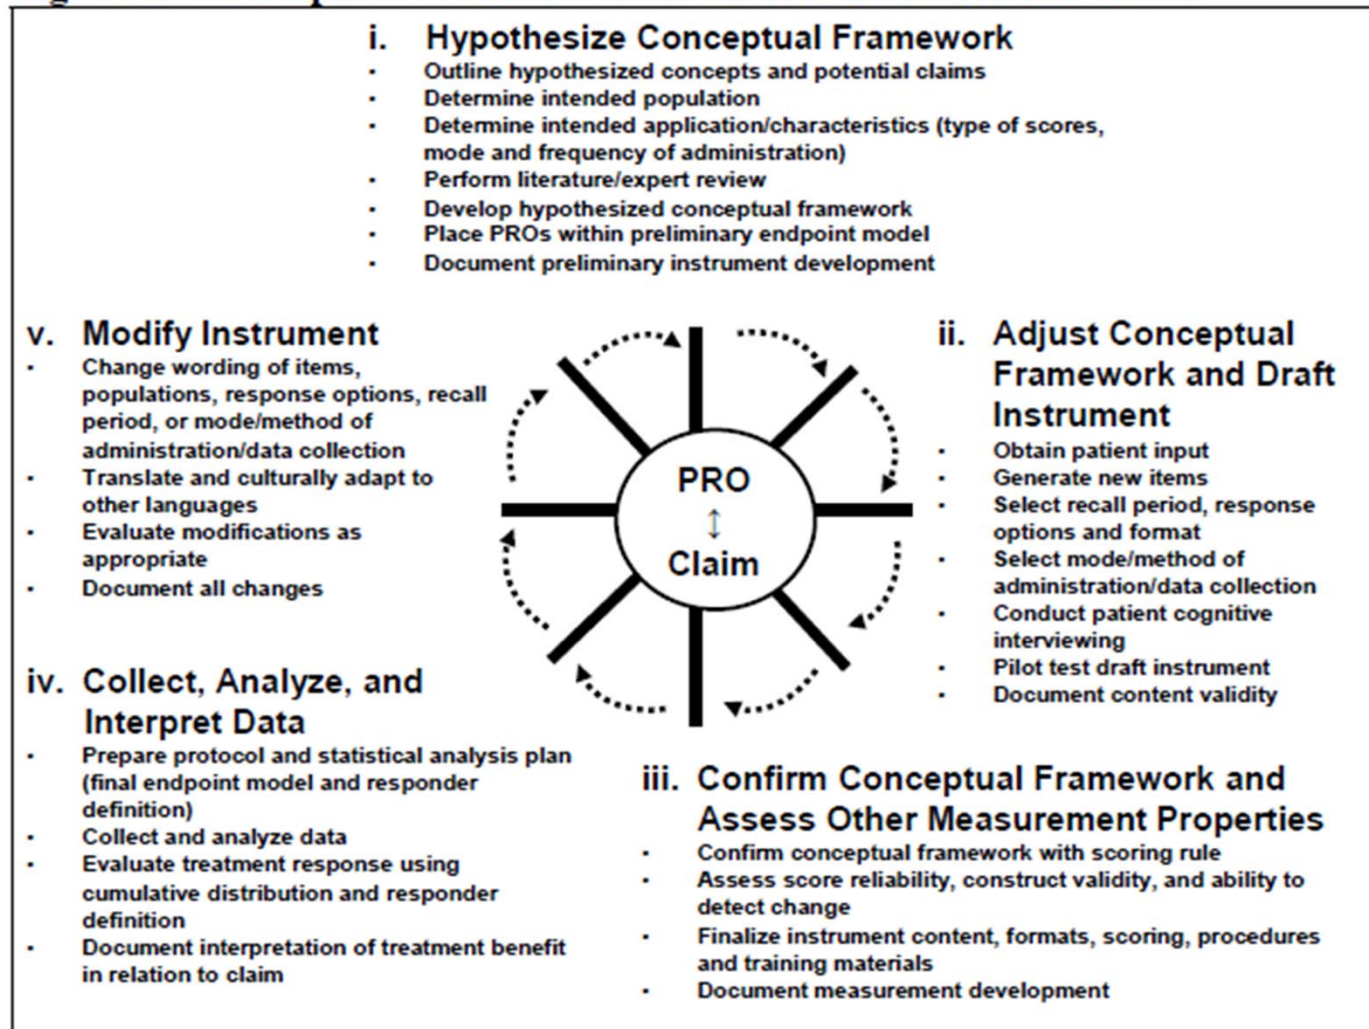 i. Hypothesize Conceptual Framework
· Outline hypothesized concepts and potential claims
· Determine intended population
· Determine intended application/characteristics (type of scores,
mode and frequency of administration)
· Perform literature/expert review
· Develop hypothesized conceptual framework
· Place PROs within preliminary endpoint model
· Document preliminary instrument development
ii. Adjust Conceptual
Framework and Draft
Instrument
· Obtain patient input
· Generate new items
· Select recall period, response
options and format
· Select mode/method of
administration/data collection
· Conduct patient cognitive
interviewing
· Pilot test draft instrument
· Document content validity
iii. Confirm Conceptual Framework and
Assess Other Measurement Properties
· Confirm conceptual framework with scoring rule
· Assess score reliability, construct validity, and ability to
detect change
· Finalize instrument content, formats, scoring, procedures
and training materials
· Document measurement development
iv. Collect, Analyze, and
Interpret Data
· Prepare protocol and statistical analysis plan
(final endpoint model and responder
definition)
· Collect and analyze data
· Evaluate treatment response using
cumulative distribution and responder
definition
· Document interpretation of treatment benefit
in relation to claim
v. Modify Instrument
· Change wording of items,
populations, response options, recall
period, or mode/method of
administration/data collection
· Translate and culturally adapt to
other languages
· Evaluate modifications as
appropriate
· Document all changes
PRO
↕
Claim